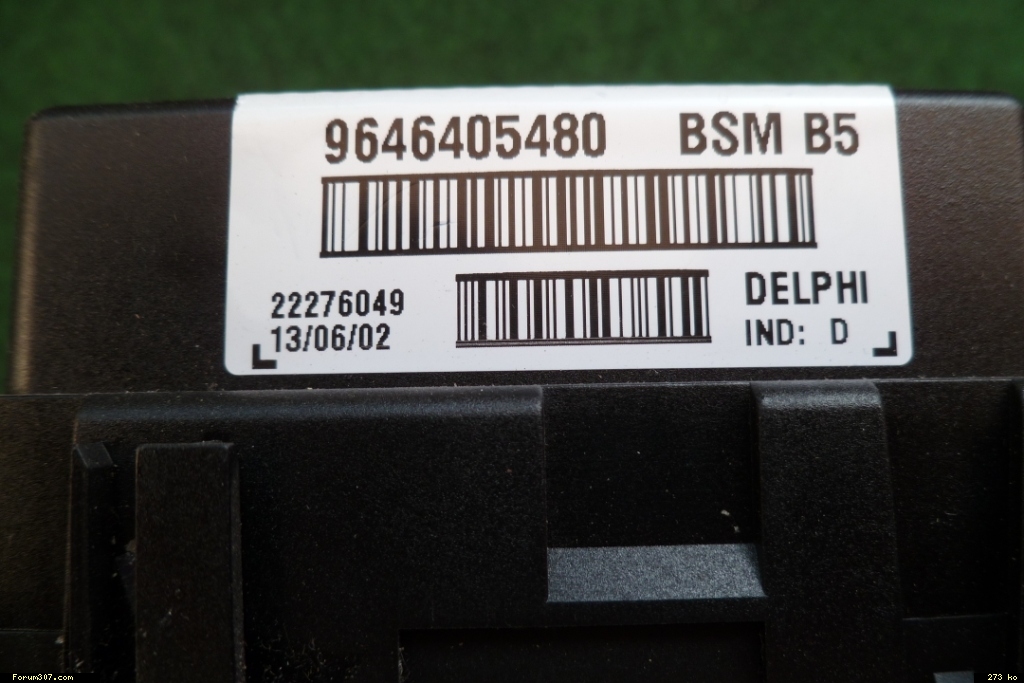 9646405480 BSM B5
22276049
13/06/02
DELPHI
IND: D
Forum307.com
273 ko